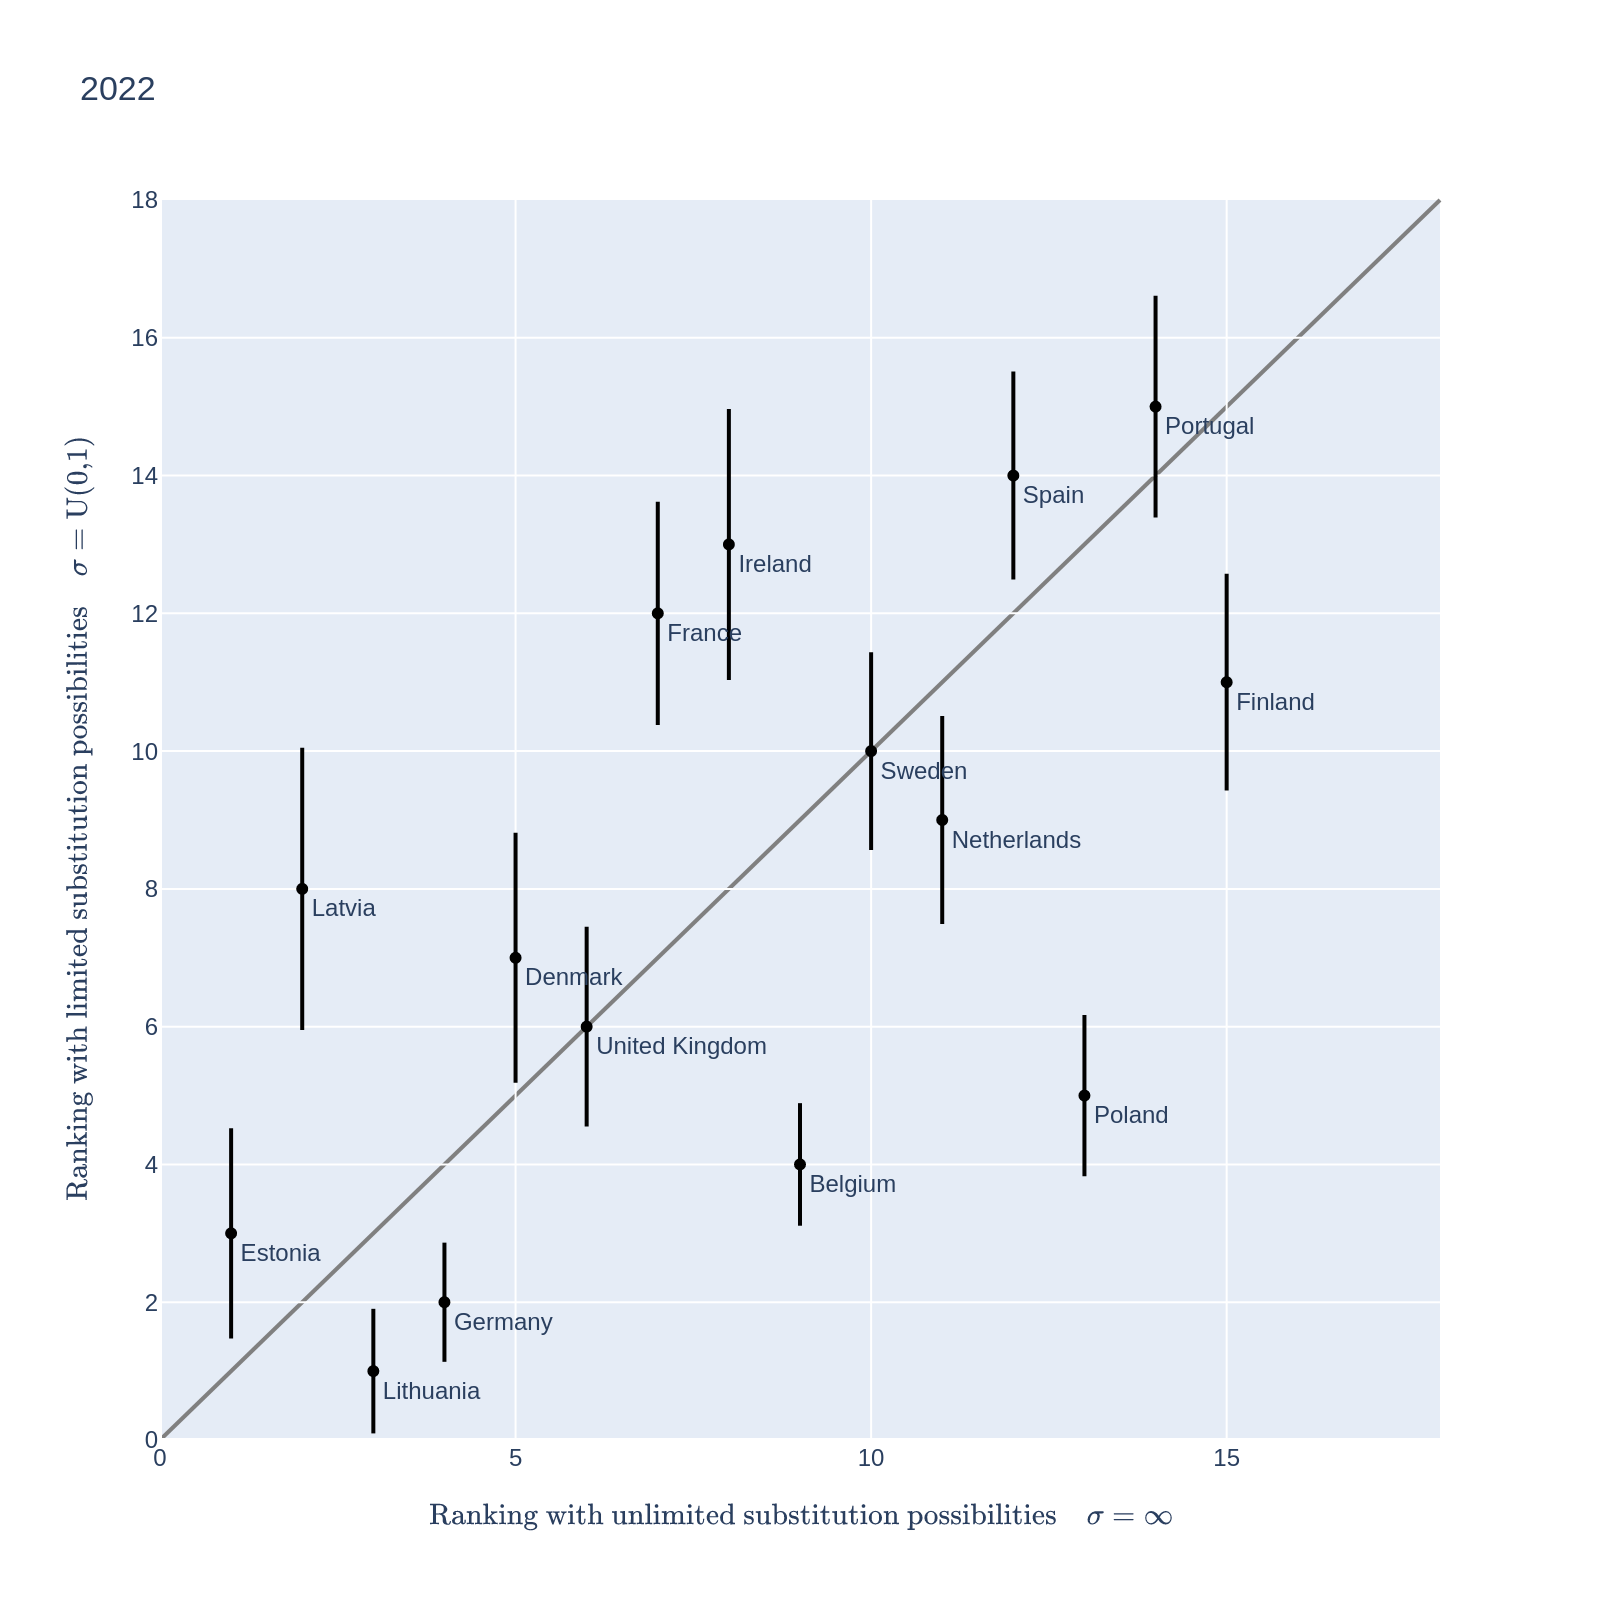 2022
18
16
14
12
10
8
6
4
2
0
Ranking with limited substitution possibilities σ = U(0,1)
Portugal
Spain
Ireland
France
Finland
Sweden
Netherlands
Latvia
Denmark
United Kingdom
Poland
Belgium
Estonia
Germany
Lithuania
0 5 10 15
Ranking with unlimited substitution possibilities σ = ∞